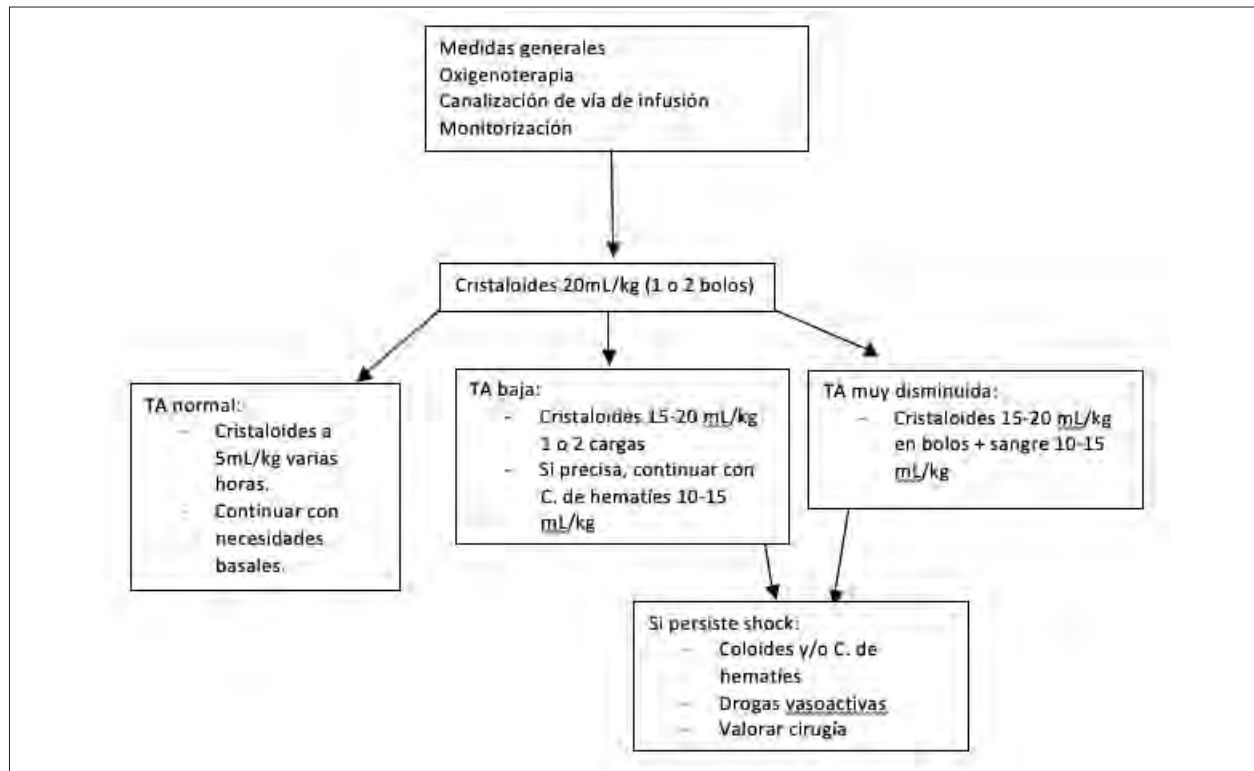 Medidas generales
Oxigenoterapia
Canalización de vía de infusión
Monitorización
Cristaloides 20mL/kg (1 o 2 bolos)
TA normal:
- Cristaloides a
5mL/kg varias
horas.
- Continuar con
necesidades
basales.
TA baja:
- Cristaloides 15-20 mL/kg
1 o 2 cargas
- Si precisa, continuar con
C. de hematíes 10-15
mL/kg
TA muy disminuida:
- Cristaloides 15-20 mL/kg
en bolos + sangre 10-15
mL/kg
Si persiste shock:
- Coloides y/o C. de
hematíes
- Drogas vasoactivas
- Valorar cirugía